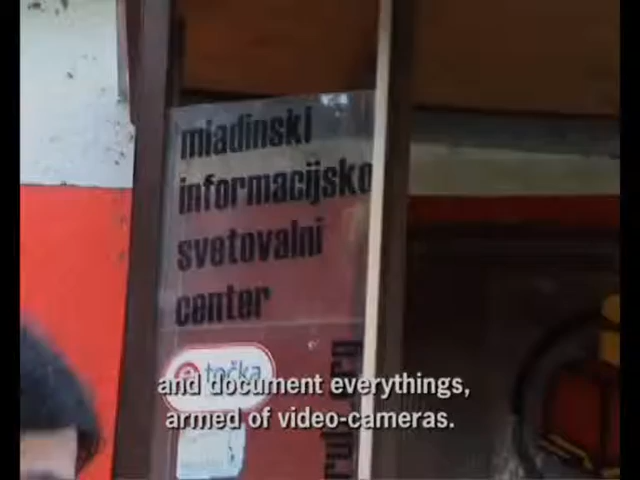 mladinski
informacijsko
svetovalni
center
e točka
and document everythings,
armed of video-cameras.